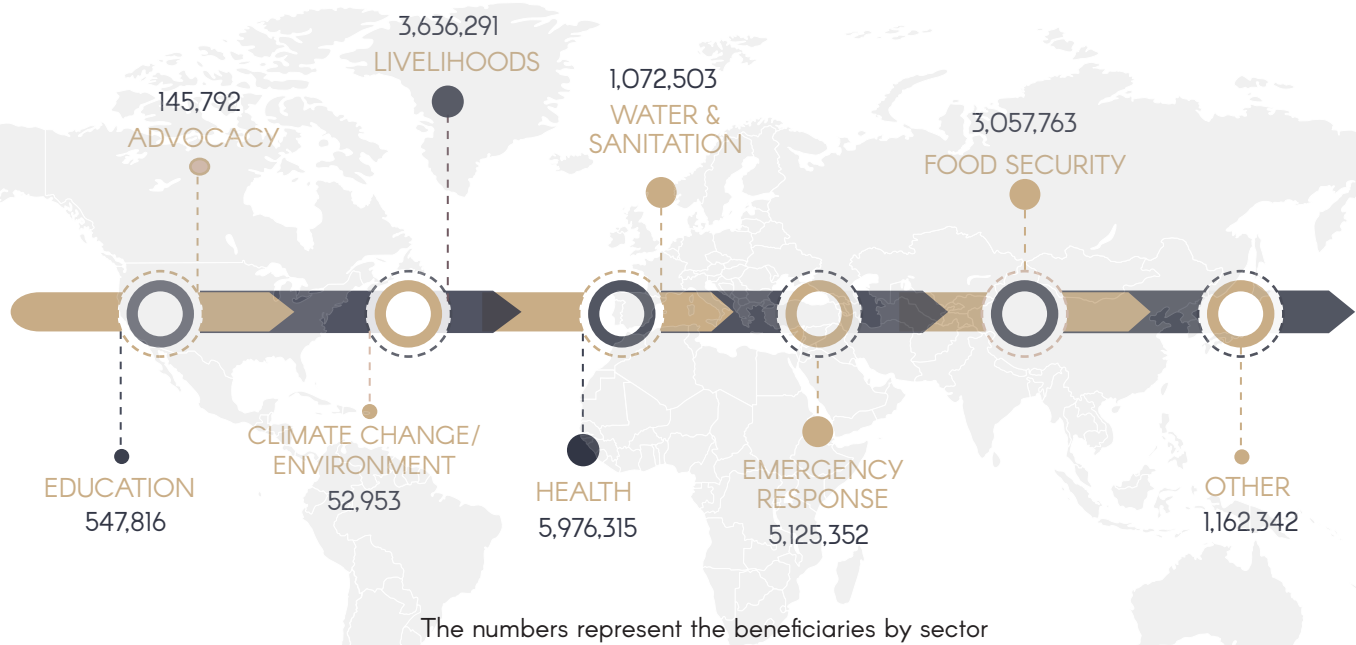 3,636,291
LIVELIHOODS
145,792
ADVOCACY
1,072,503
WATER &
SANITATION
3,057,763
FOOD SECURITY
EDUCATION
547,816
CLIMATE CHANGE/
ENVIRONMENT
52,953
HEALTH
5,976,315
EMERGENCY
RESPONSE
5,125,352
OTHER
1,162,342
The numbers represent the beneficiaries by sector